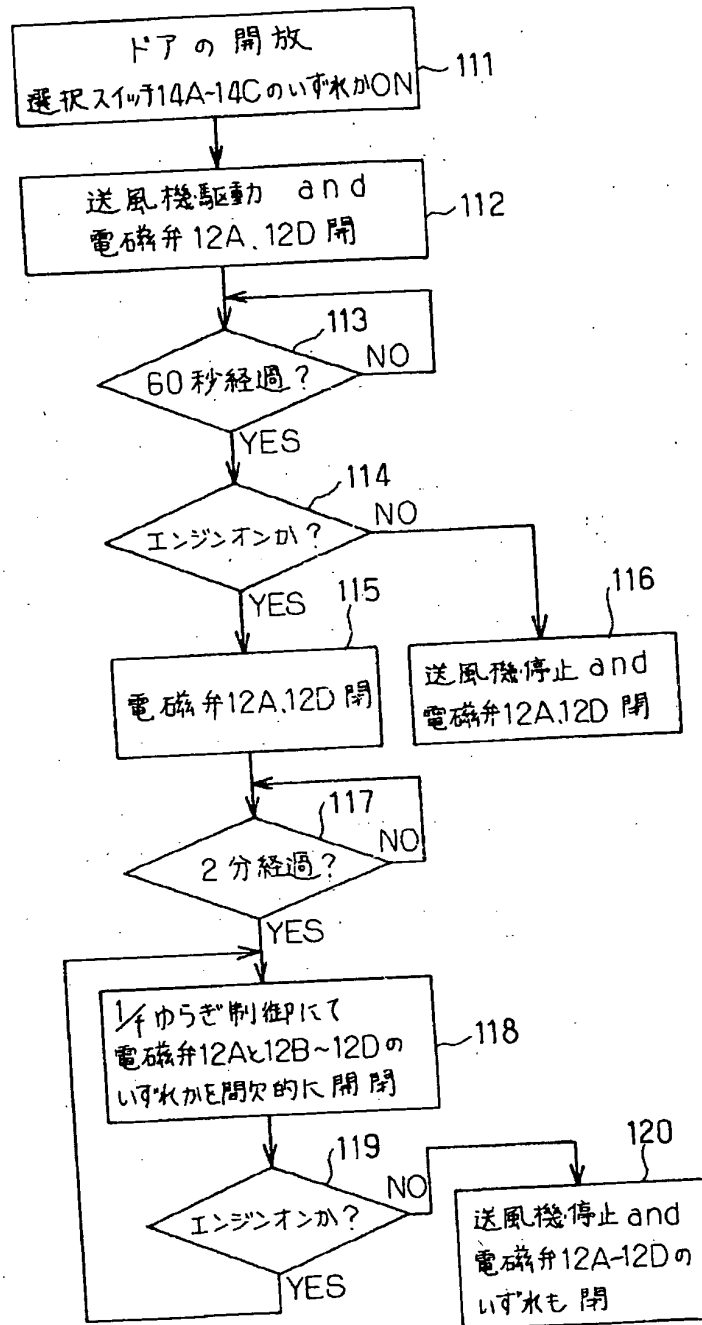 ドアの開放
選択スイッチ14A~14CのいずれかON
111
送風機駆動 and
電磁弁12A、12D 開
112
113
60秒経過?
NO
YES
114
エンジンオンか?
NO
YES
115
電磁弁12A、12D 閉
116
送風機停止 and
電磁弁12A、12D 閉
117
2分経過?
NO
YES
1/fゆらぎ制御にて
電磁弁12Aと12B~12Dの
いずれかを間欠的に開閉
118
119
エンジンオンか?
NO
YES
120
送風機停止 and
電磁弁12A~12Dの
いずれも閉